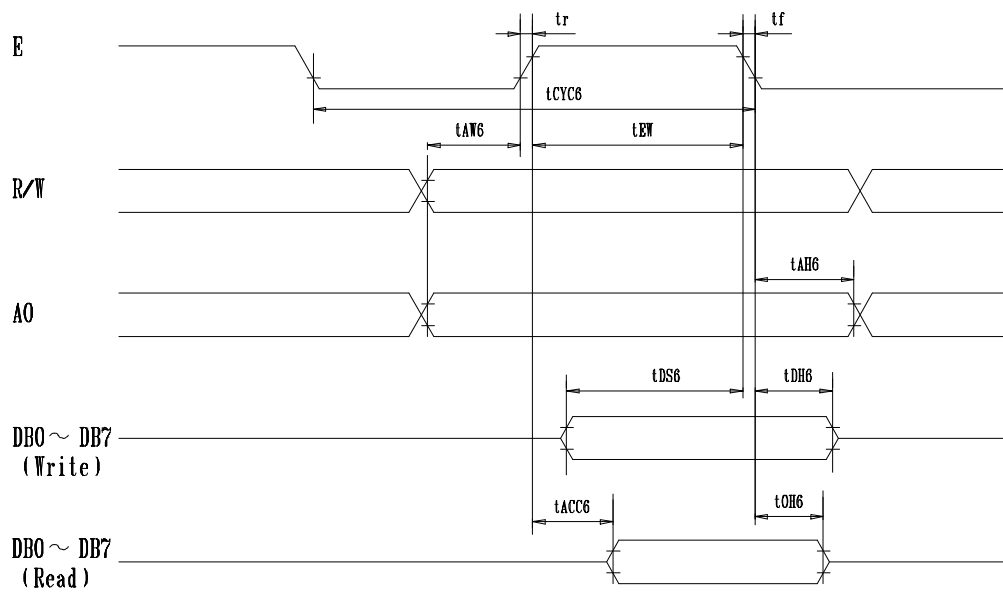 tr
tf
E
tCYC6
tAW6
tEW
R/W
tAH6
A0
tDS6
tDH6
DB0～DB7
(Write)
tACC6
tOH6
DB0～DB7
(Read)